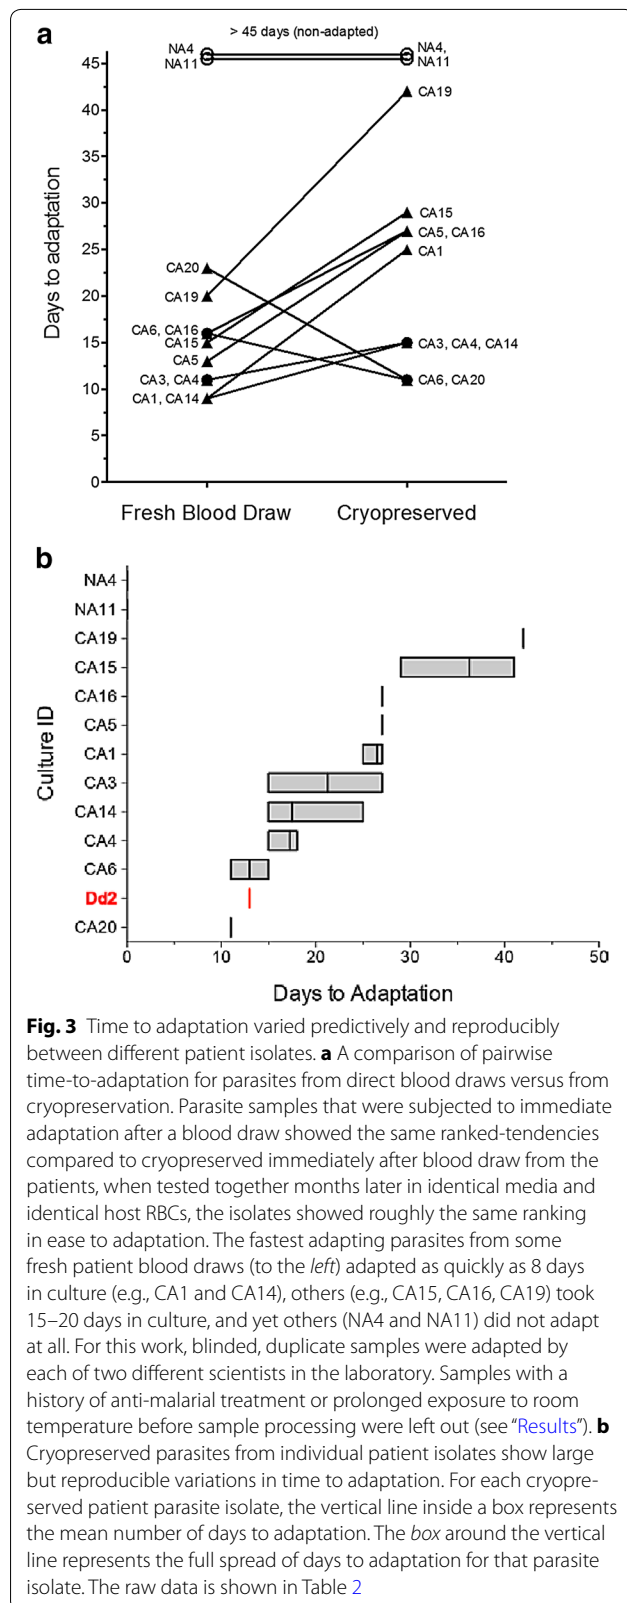 a
> 45 days (non-adapted)
NA4
NA11
NA4,
NA11
45
40
35
30
25
20
15
10
5
0
Days to adaptation
CA19
CA15
CA5, CA16
CA1
CA20
CA19
CA6, CA16
CA15
CA5
CA3, CA4
CA1, CA14
CA3, CA4, CA14
CA6, CA20
Fresh Blood Draw
Cryopreserved
b
NA4
NA11
CA19
CA15
CA16
CA5
CA1
CA3
CA14
CA4
CA6
Dd2
CA20
Culture ID
0 10 20 30 40 50
Days to Adaptation
Fig. 3 Time to adaptation varied predictively and reproducibly
between different patient isolates. a A comparison of pairwise
time-to-adaptation for parasites from direct blood draws versus from
cryopreservation. Parasite samples that were subjected to immediate
adaptation after a blood draw showed the same ranked-tendencies
compared to cryopreserved immediately after blood draw from the
patients, when tested together months later in identical media and
identical host RBCs, the isolates showed roughly the same ranking
in ease to adaptation. The fastest adapting parasites from some
fresh patient blood draws (to the left) adapted as quickly as 8 days
in culture (e.g., CA1 and CA14), others (e.g., CA15, CA16, CA19) took
15–20 days in culture, and yet others (NA4 and NA11) did not adapt
at all. For this work, blinded, duplicate samples were adapted by
each of two different scientists in the laboratory. Samples with a
history of anti-malarial treatment or prolonged exposure to room
temperature before sample processing were left out (see “Results”). b
Cryopreserved parasites from individual patient isolates show large
but reproducible variations in time to adaptation. For each cryopre-
served patient parasite isolate, the vertical line inside a box represents
the mean number of days to adaptation. The box around the vertical
line represents the full spread of days to adaptation for that parasite
isolate. The raw data is shown in Table 2